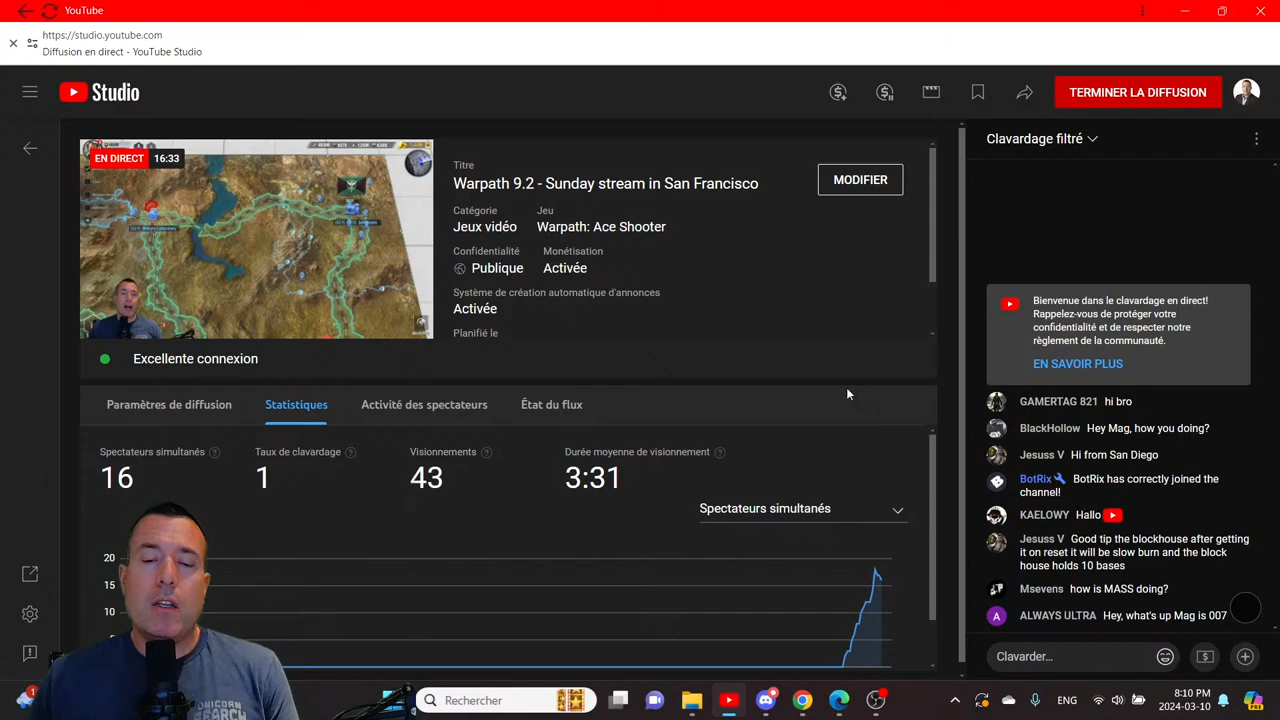 YouTube
https://studio.youtube.com
Diffusion en direct - YouTube Studio
Studio
TERMINER LA DIFFUSION
EN DIRECT 16:33
Titre
Warpath 9.2 - Sunday stream in San Francisco
MODIFIER
Catégorie
Jeu
Jeux vidéo
Warpath: Ace Shooter
Confidentialité
Monétisation
Publique
Activée
Système de création automatique d'annonces
Activée
Planifié le
Excellente connexion
Paramètres de diffusion
Statistiques
Activité des spectateurs
État du flux
Spectateurs simultanés
Taux de clavardage
Visionnements
Durée moyenne de visionnement
16
1
43
3:31
Spectateurs simultanés
20
15
10
UNICORN
SEARCH
Clavardage filtré
Bienvenue dans le clavardage en direct!
Rappelez-vous de protéger votre
confidentialité et de respecter notre
règlement de la communauté.
EN SAVOIR PLUS
GAMERTAG 821 hi bro
BlackHollow Hey Mag, how you doing?
Jesuss V Hi from San Diego
BotRix BotRix has correctly joined the
channel!
KAELOWY Hallo
Jesuss V Good tip the blockhouse after getting
it on reset it will be slow burn and the block
house holds 10 bases
Msevens how is MASS doing?
A ALWAYS ULTRA Hey, what's up Mag is 007
Clavarder...
1
Rechercher
ENG
8:10 PM
2024-03-10